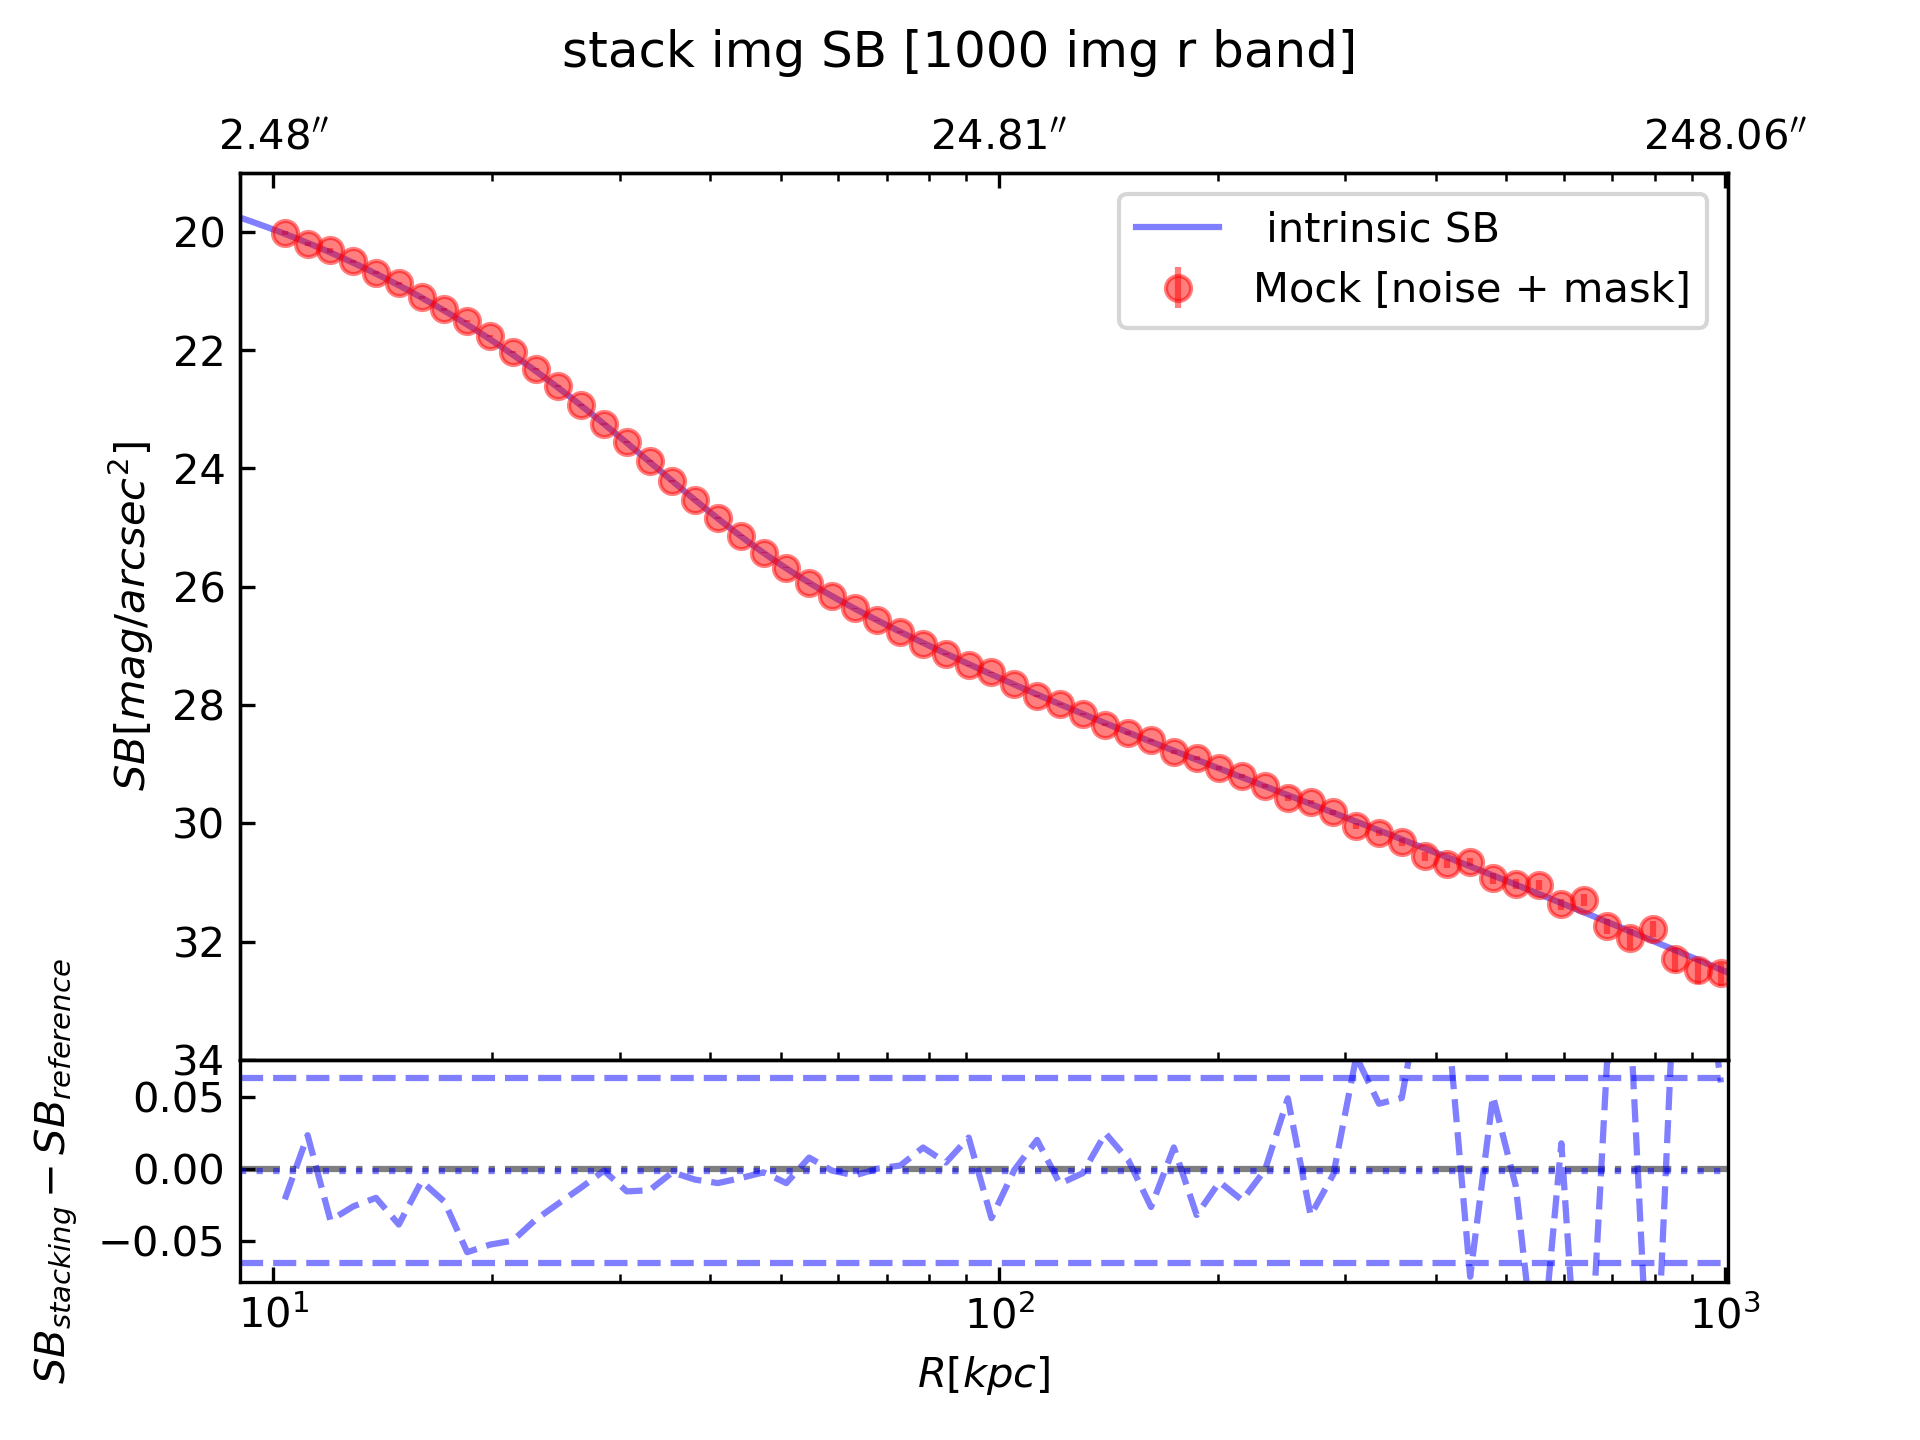 stack img SB [1000 img r band]
2.48″ 24.81″ 248.06″
intrinsic SB
Mock [noise + mask]
20
22
24
26
28
30
32
34
SB[mag/arcsec²]
0.05
0.00
−0.05
SB_stacking − SB_reference
10¹ 10² 10³
R[kpc]